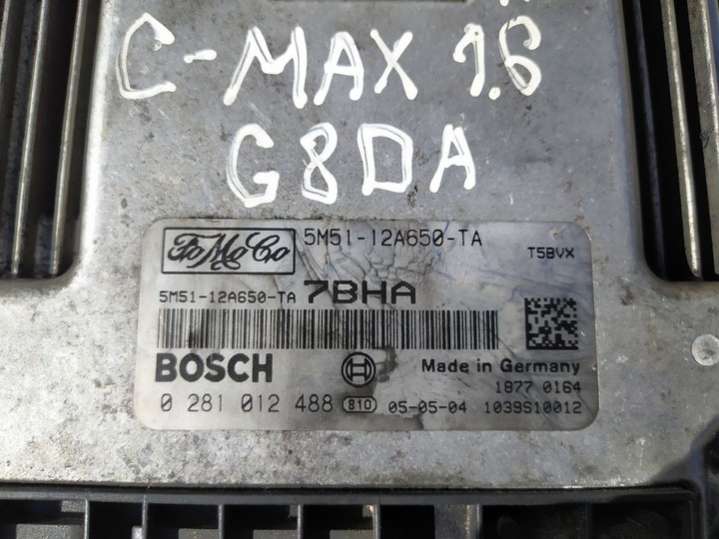 C-MAX 1.6
G8DA
FoMoCo 5M51-12A650-TA
T5BVX
5M51-12A650-TA 7BHA
BOSCH
Made in Germany
1877 0164
0 281 012 488 810 05-05-04 1039S10012